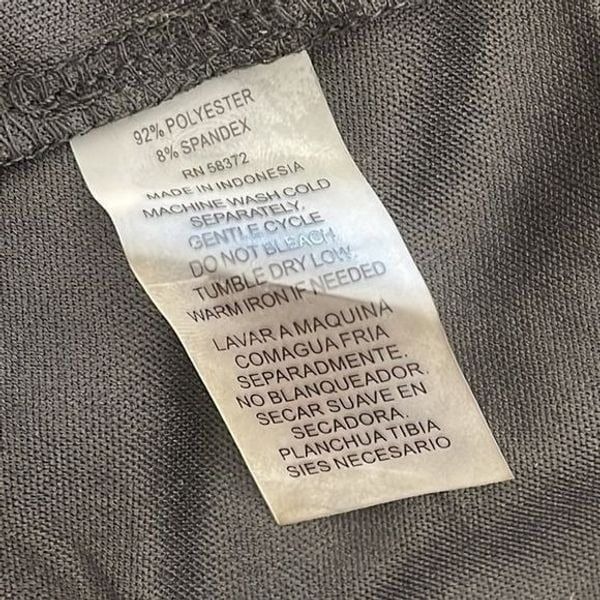 92% POLYESTER
8% SPANDEX
RN 58372
MADE IN INDONESIA
MACHINE WASH COLD
SEPARATELY.
GENTLE CYCLE
DO NOT BLEACH
TUMBLE DRY LOW.
WARM IRON IF NEEDED
LAVAR A MAQUINA
COMAGUA FRIA
SEPARADMENTE.
NO BLANQUEADOR.
SECAR SUAVE EN
SECADORA.
PLANCHUA TIBIA
SIES NECESARIO